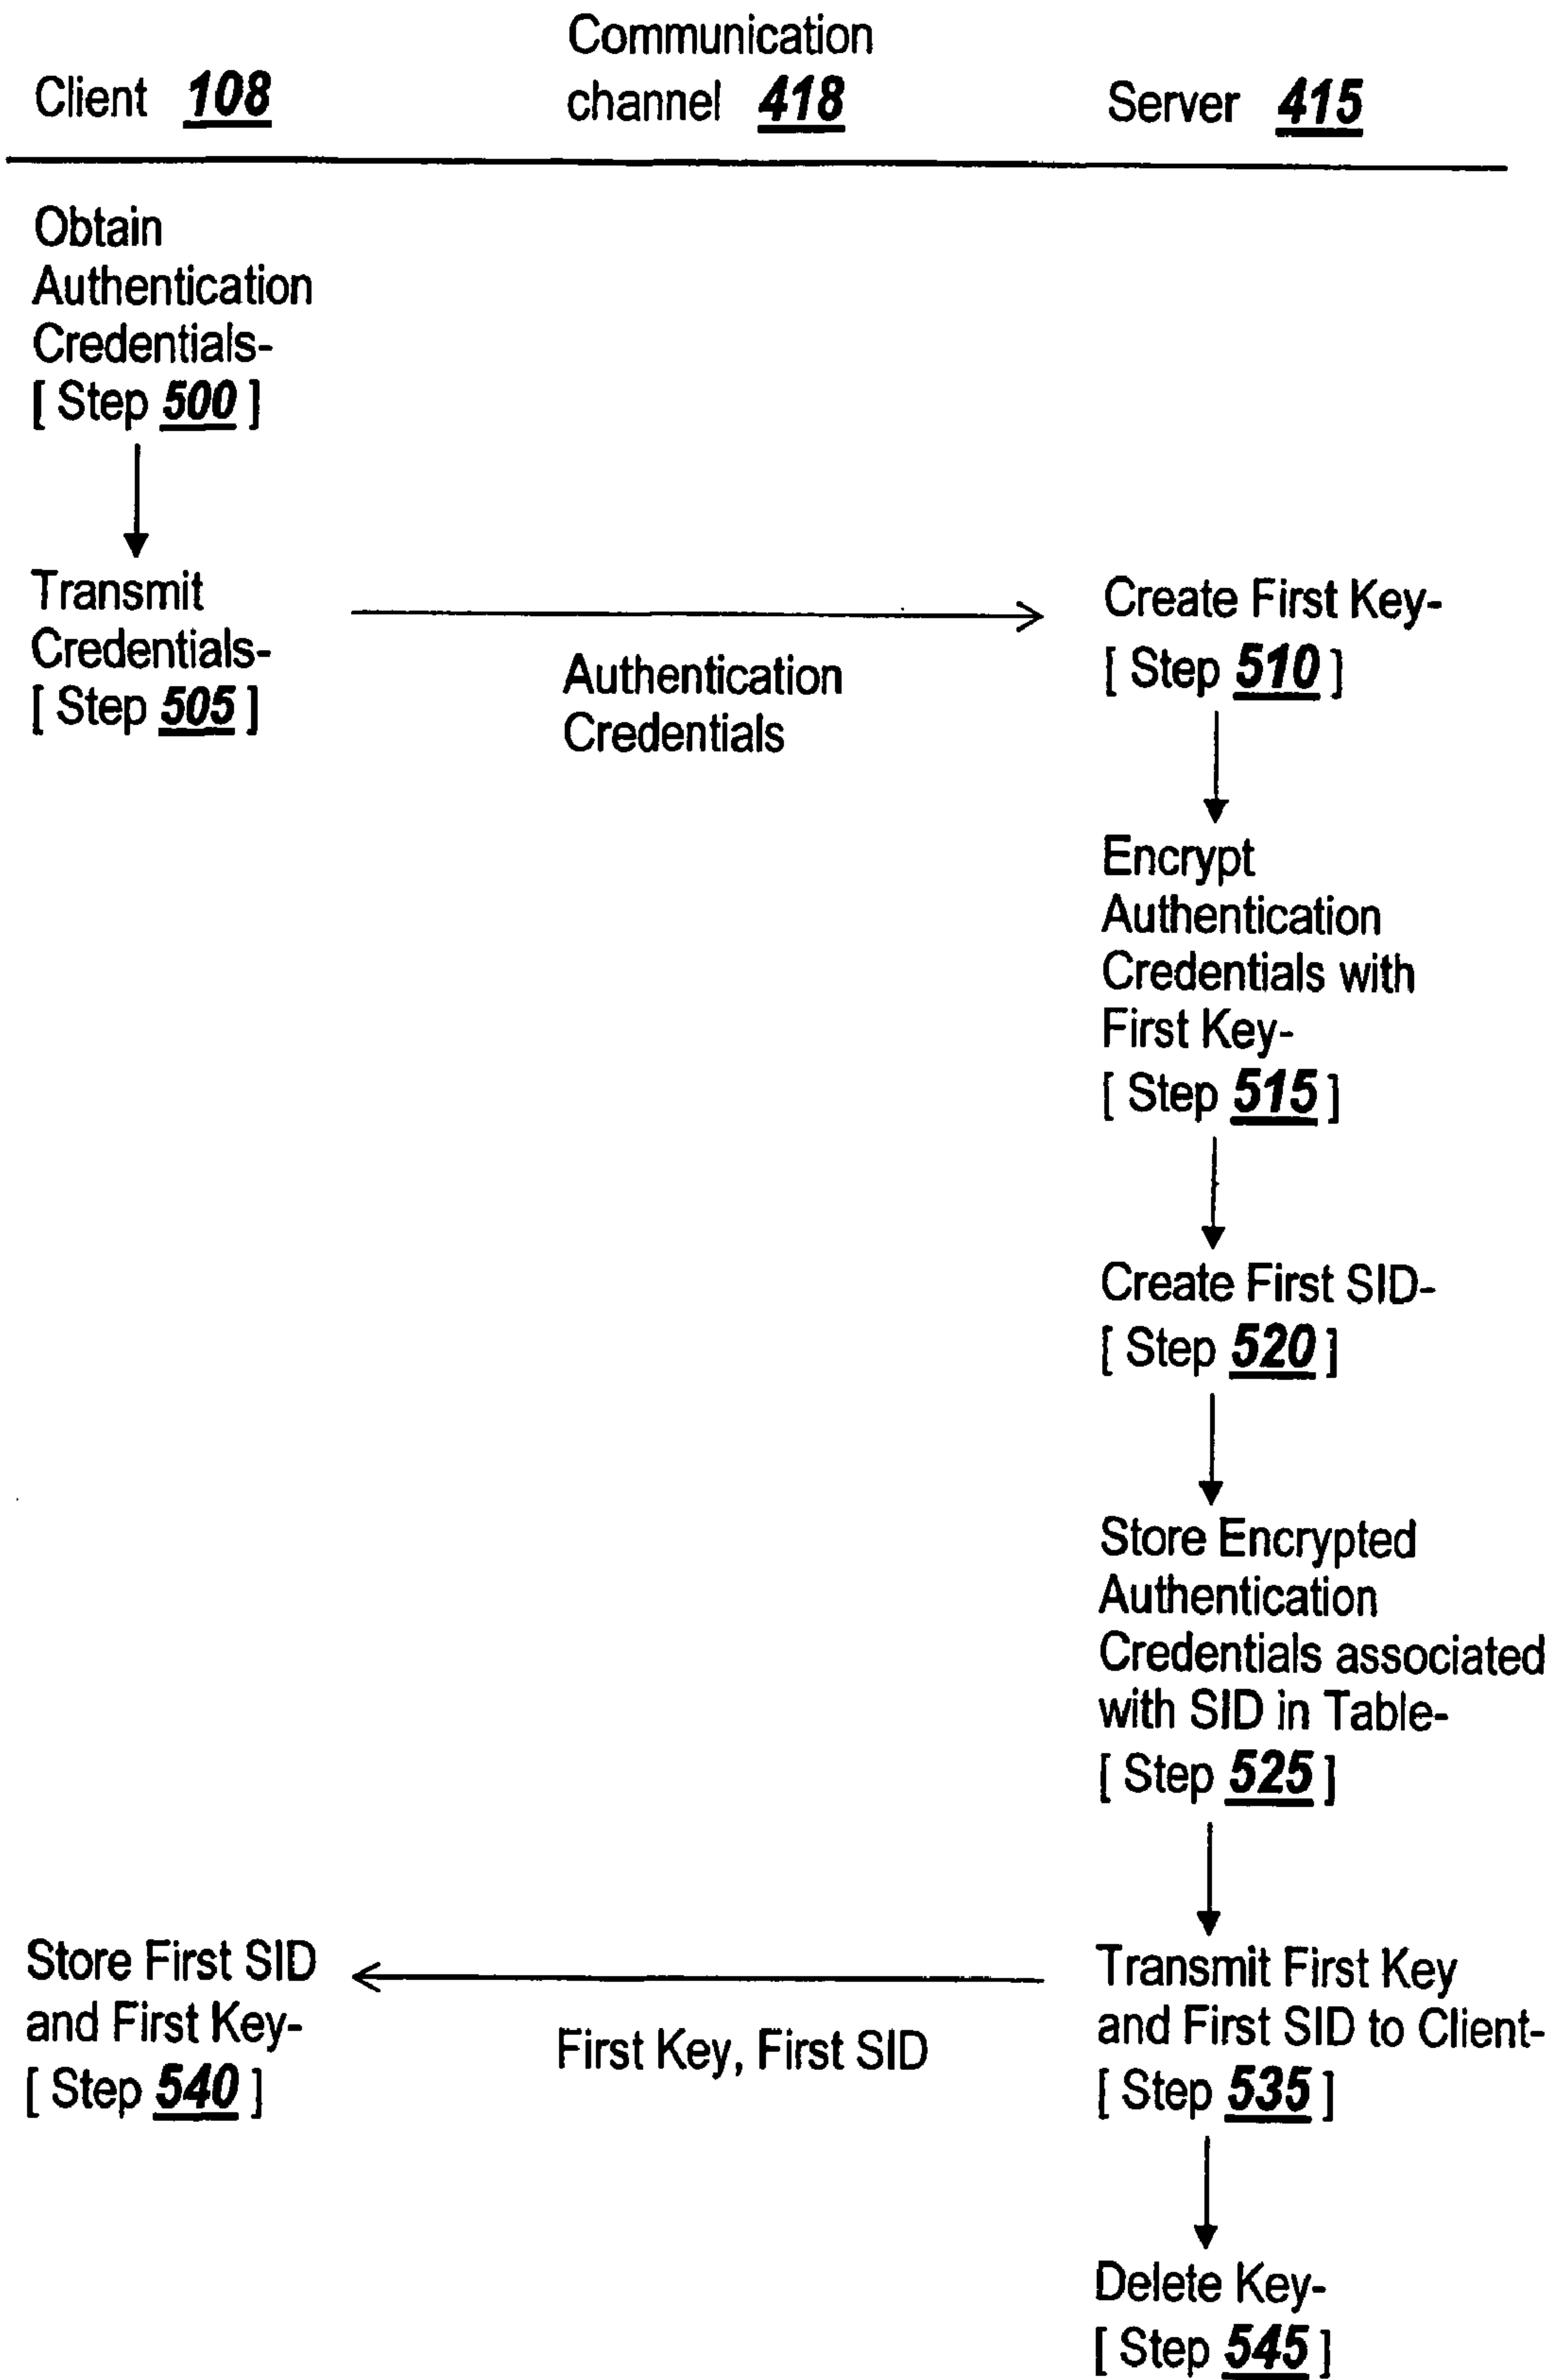 Client 108
Communication
channel 418
Server 415
Obtain
Authentication
Credentials-
[ Step 500 ]
Transmit
Credentials-
[ Step 505 ]
Authentication
Credentials
Create First Key-
[ Step 510 ]
Encrypt
Authentication
Credentials with
First Key-
[ Step 515 ]
Create First SID-
[ Step 520 ]
Store Encrypted
Authentication
Credentials associated
with SID in Table-
[ Step 525 ]
Transmit First Key
and First SID to Client-
[ Step 535 ]
First Key, First SID
Store First SID
and First Key-
[ Step 540 ]
Delete Key-
[ Step 545 ]